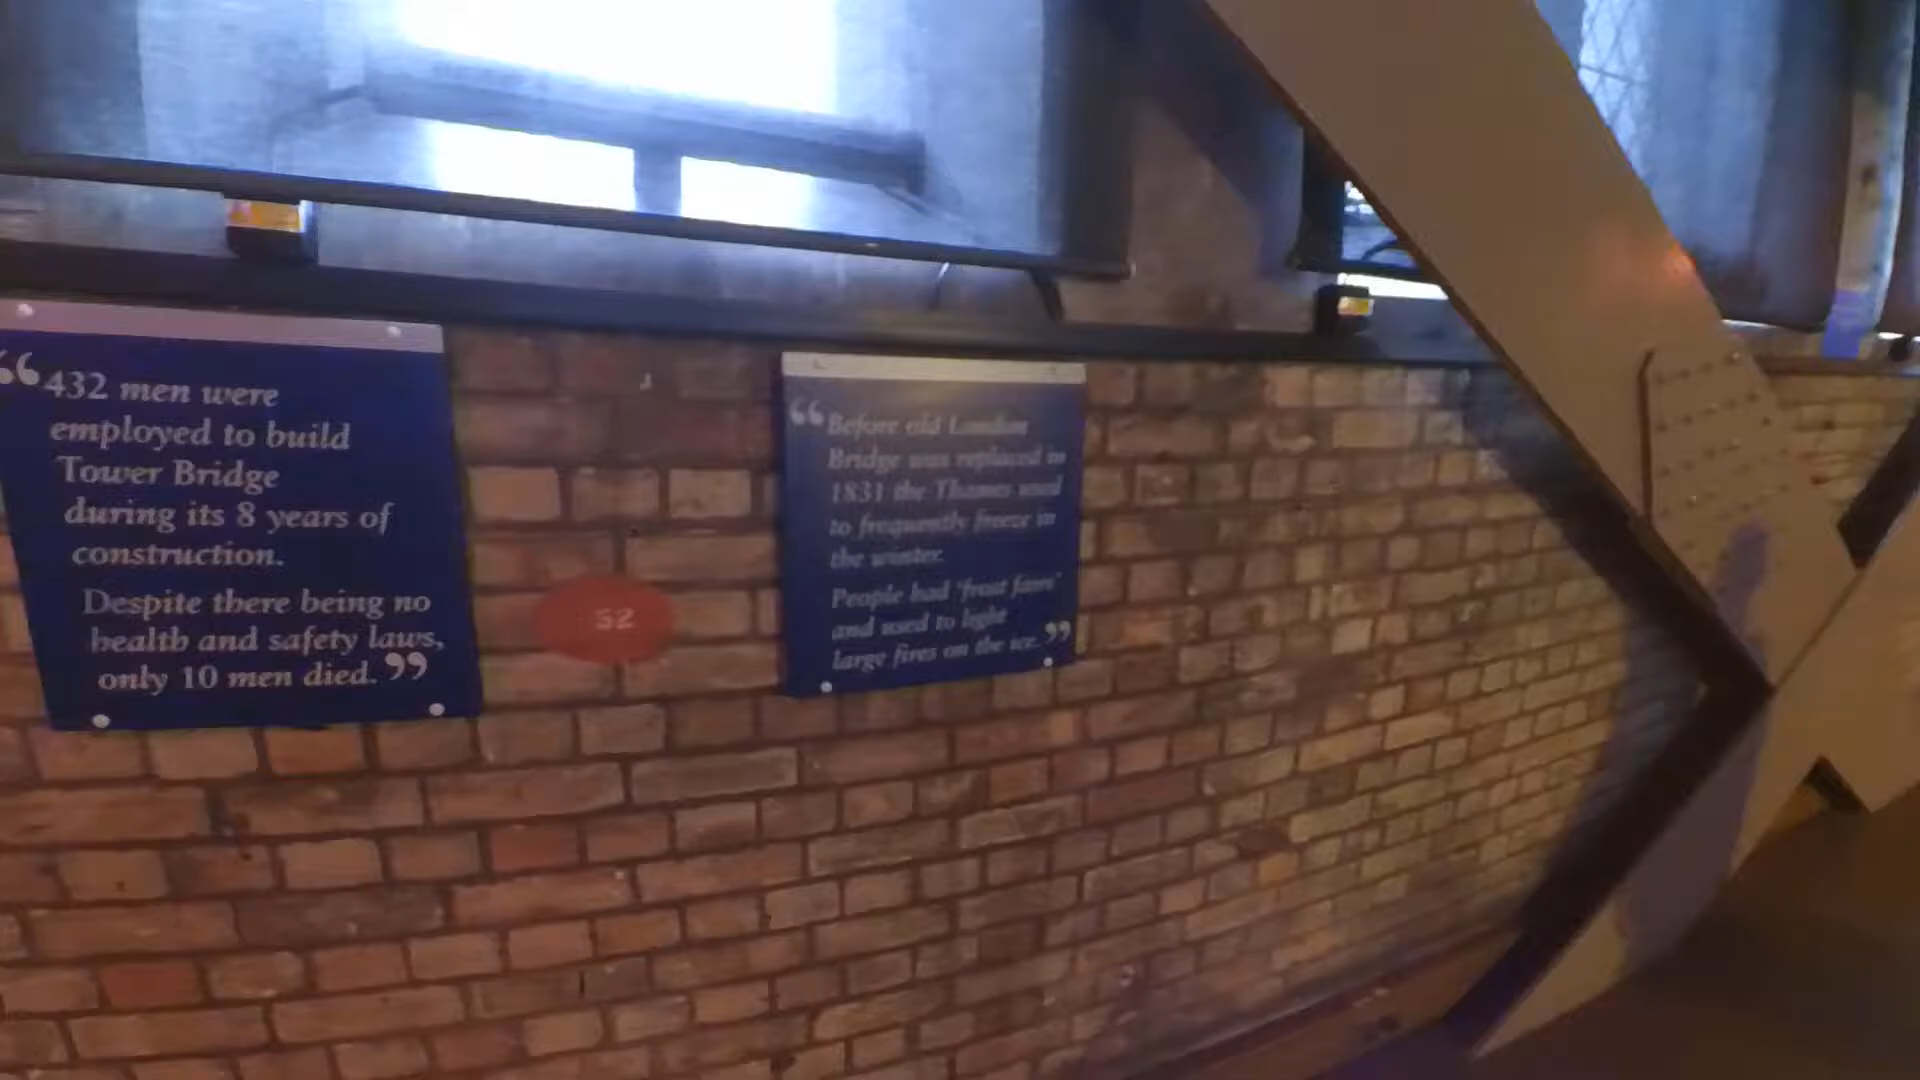 “432 men were
employed to build
Tower Bridge
during its 8 years of
construction.
Despite there being no
health and safety laws,
only 10 men died.”
52
“Before old London
Bridge was replaced in
1831 the Thames used
to frequently freeze in
the winter.
People had ‘frost fairs’
and used to light
large fires on the ice.”